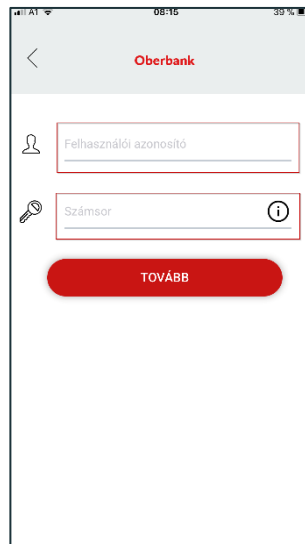 A1 08:15 39 %
Oberbank
Felhasználói azonosító
Számsor
TOVÁBB